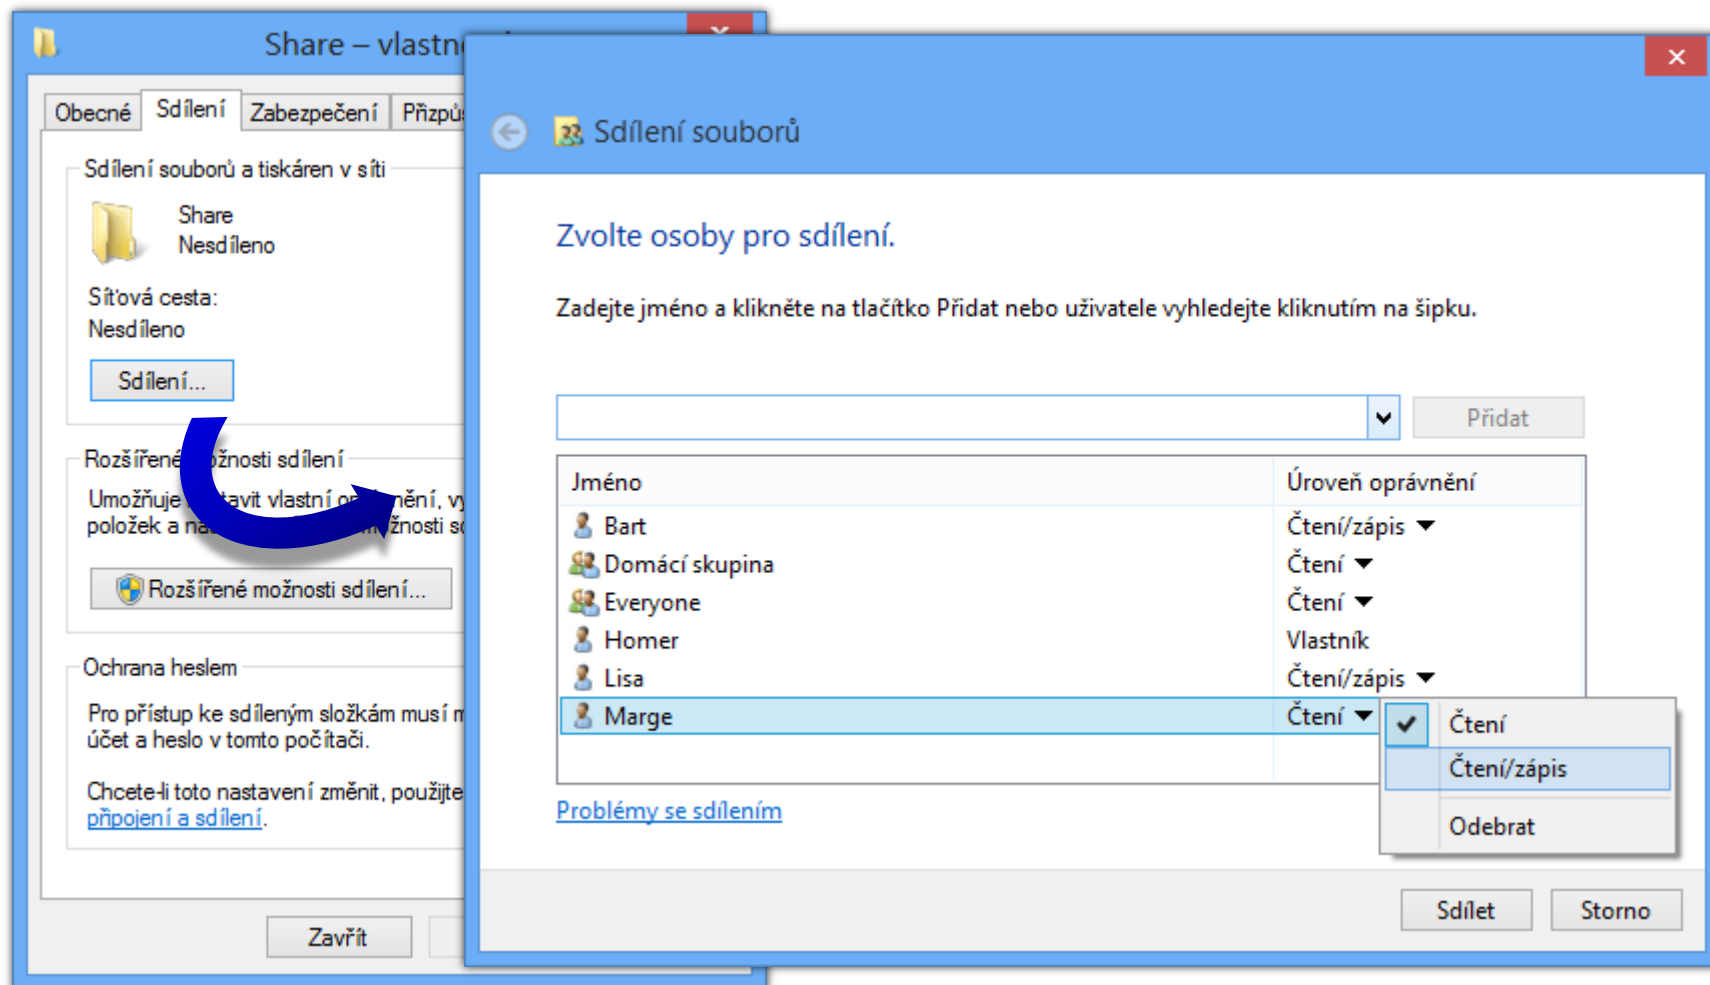 Share – vlastn
Obecné Sdílení Zabezpečení Přizpů
Sdílení souborů a tiskáren v síti
Share
Nesdíleno
Síťová cesta:
Nesdíleno
Sdílení...
Rozšířené možnosti sdílení
Umožňuje vlastní
položek a
Rozšířené možnosti sdílení...
Ochrana heslem
Pro přístup ke sdíleným složkám musí m
účet a heslo v tomto počítači.
Chcete-li toto nastavení změnit, použijte
připojení a sdílení.
Zavřít
Sdílení souborů
Zvolte osoby pro sdílení.
Zadejte jméno a klikněte na tlačítko Přidat nebo uživatele vyhledejte kliknutím na šipku.
Přidat
Jméno Úroveň oprávnění
Bart Čtení/zápis
Domácí skupina Čtení
Everyone Čtení
Homer Vlastník
Lisa Čtení/zápis
Marge Čtení
Čtení
Čtení/zápis
Odebrat
Problémy se sdílením
Sdílet Storno